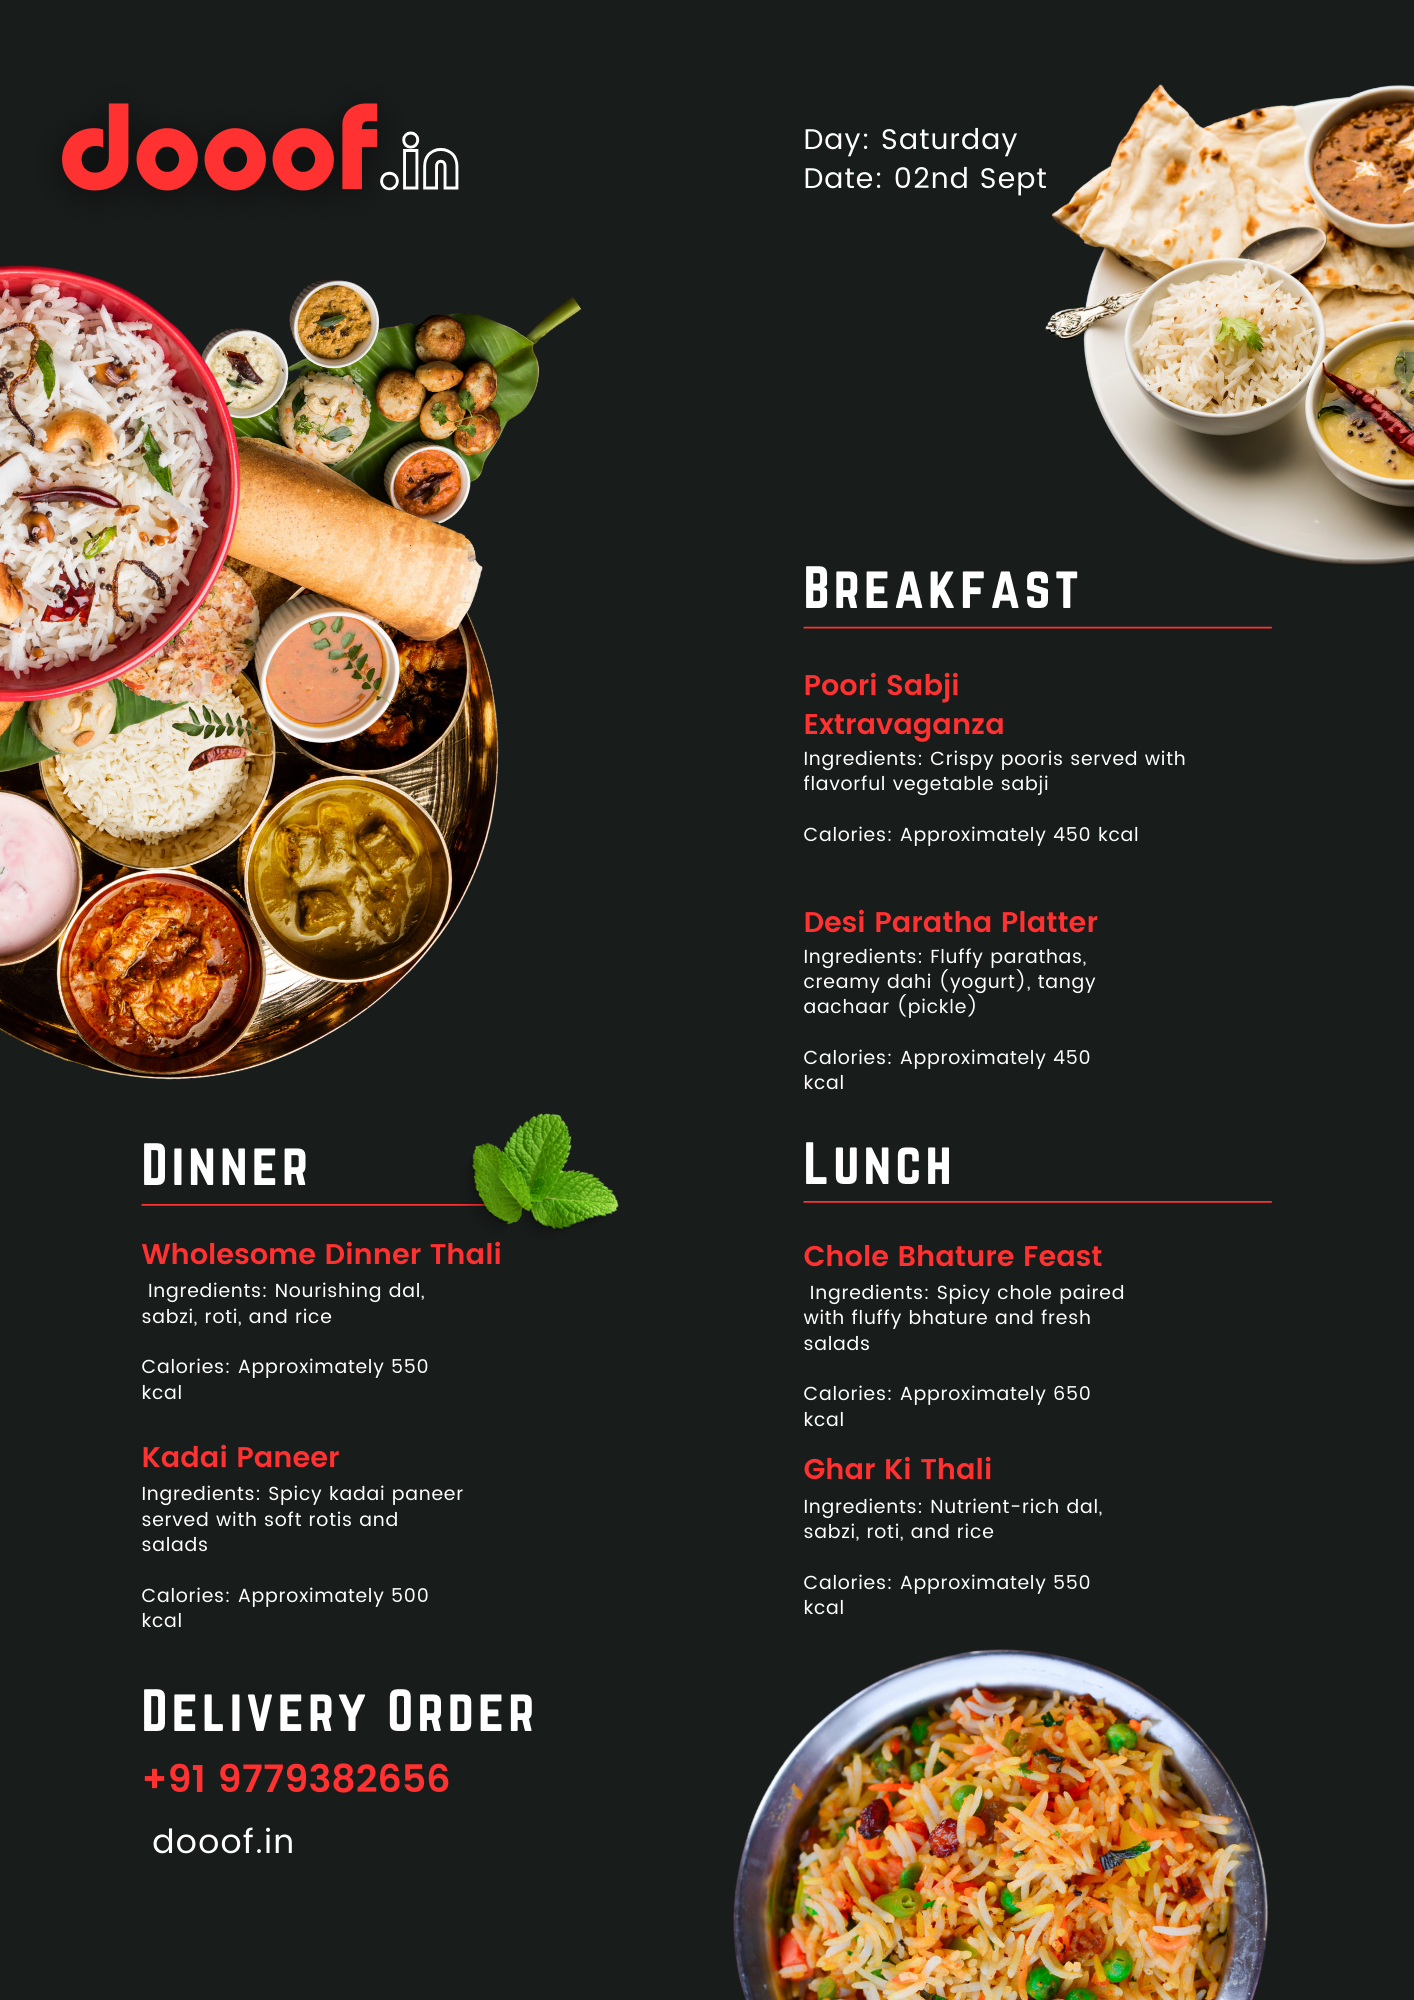 dooof.in
Day: Saturday
Date: 02nd Sept
BREAKFAST
Poori Sabji
Extravaganza
Ingredients: Crispy pooris served with
flavorful vegetable sabji
Calories: Approximately 450 kcal
Desi Paratha Platter
Ingredients: Fluffy parathas,
creamy dahi (yogurt), tangy
aachaar (pickle)
Calories: Approximately 450
kcal
DINNER
Wholesome Dinner Thali
Ingredients: Nourishing dal,
sabzi, roti, and rice
Calories: Approximately 550
kcal
Kadai Paneer
Ingredients: Spicy kadai paneer
served with soft rotis and
salads
Calories: Approximately 500
kcal
LUNCH
Chole Bhature Feast
Ingredients: Spicy chole paired
with fluffy bhature and fresh
salads
Calories: Approximately 650
kcal
Ghar Ki Thali
Ingredients: Nutrient-rich dal,
sabzi, roti, and rice
Calories: Approximately 550
kcal
DELIVERY ORDER
+91 9779382656
dooof.in